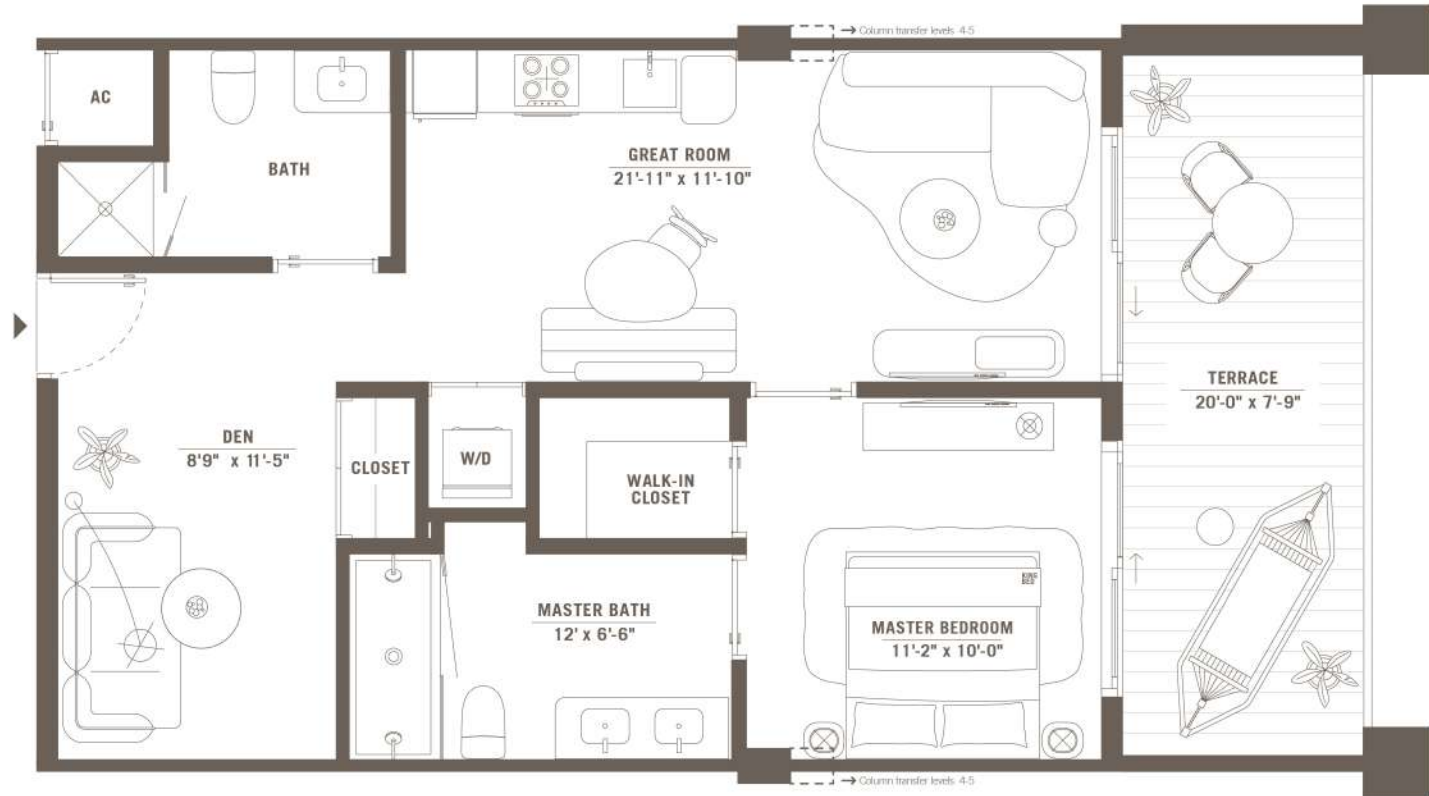 Column transfer levels 4-5
AC
BATH
GREAT ROOM
21'-11" x 11'-10"
TERRACE
20'-0" x 7'-9"
DEN
8'9" x 11'-5"
CLOSET
W/D
WALK-IN
CLOSET
KING
BED
MASTER BATH
12' x 6'-6"
MASTER BEDROOM
11'-2" x 10'-0"
Column transfer levels 4-5